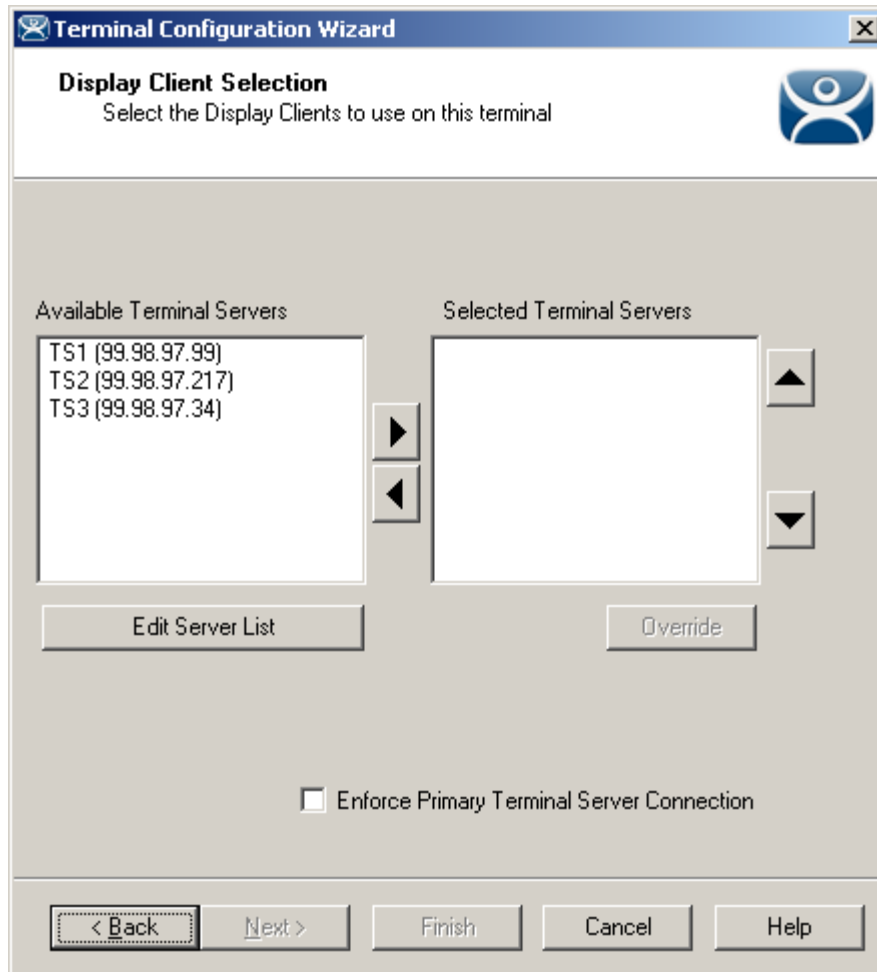 Terminal Configuration Wizard
Display Client Selection
Select the Display Clients to use on this terminal
Available Terminal Servers
Selected Terminal Servers
TS1 (99.98.97.99)
TS2 (99.98.97.217)
TS3 (99.98.97.34)
Edit Server List
Override
Enforce Primary Terminal Server Connection
< Back
Next >
Finish
Cancel
Help